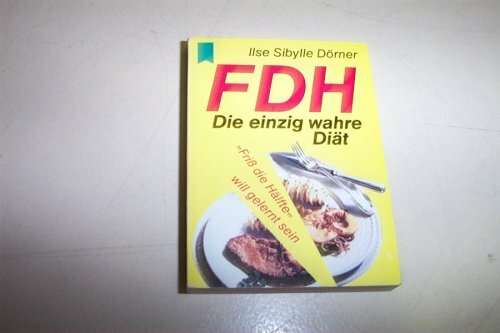 Ilse Sibylle Dörner
FDH
Die einzig wahre
Diät
»Friß die Hälfte«
will gelernt sein